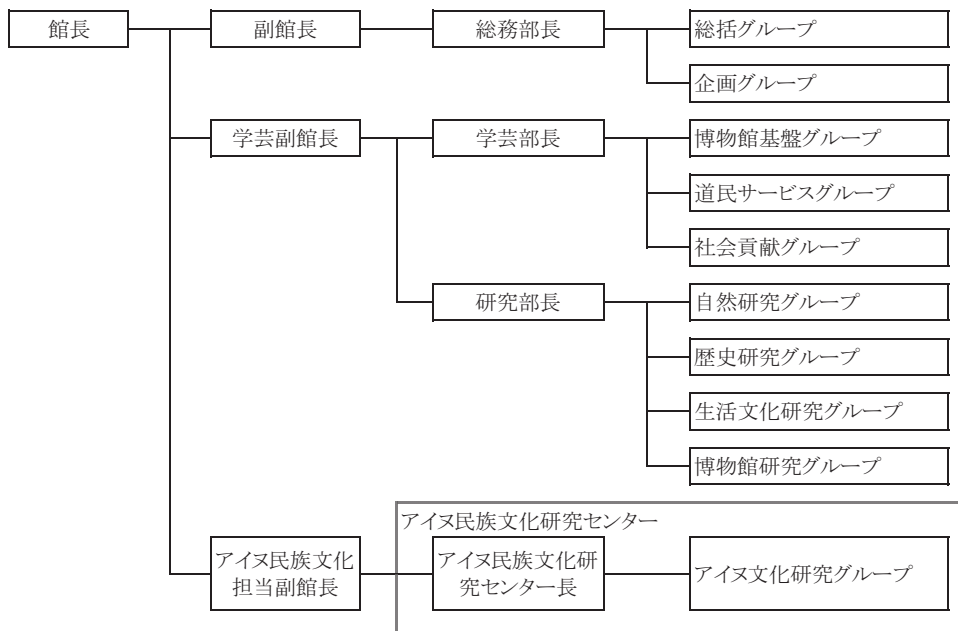 館長
副館長
総務部長
総括グループ
企画グループ
学芸副館長
学芸部長
博物館基盤グループ
道民サービスグループ
社会貢献グループ
研究部長
自然研究グループ
歴史研究グループ
生活文化研究グループ
博物館研究グループ
アイヌ民族文化研究センター
アイヌ民族文化
担当副館長
アイヌ民族文化研
究センター長
アイヌ文化研究グループ